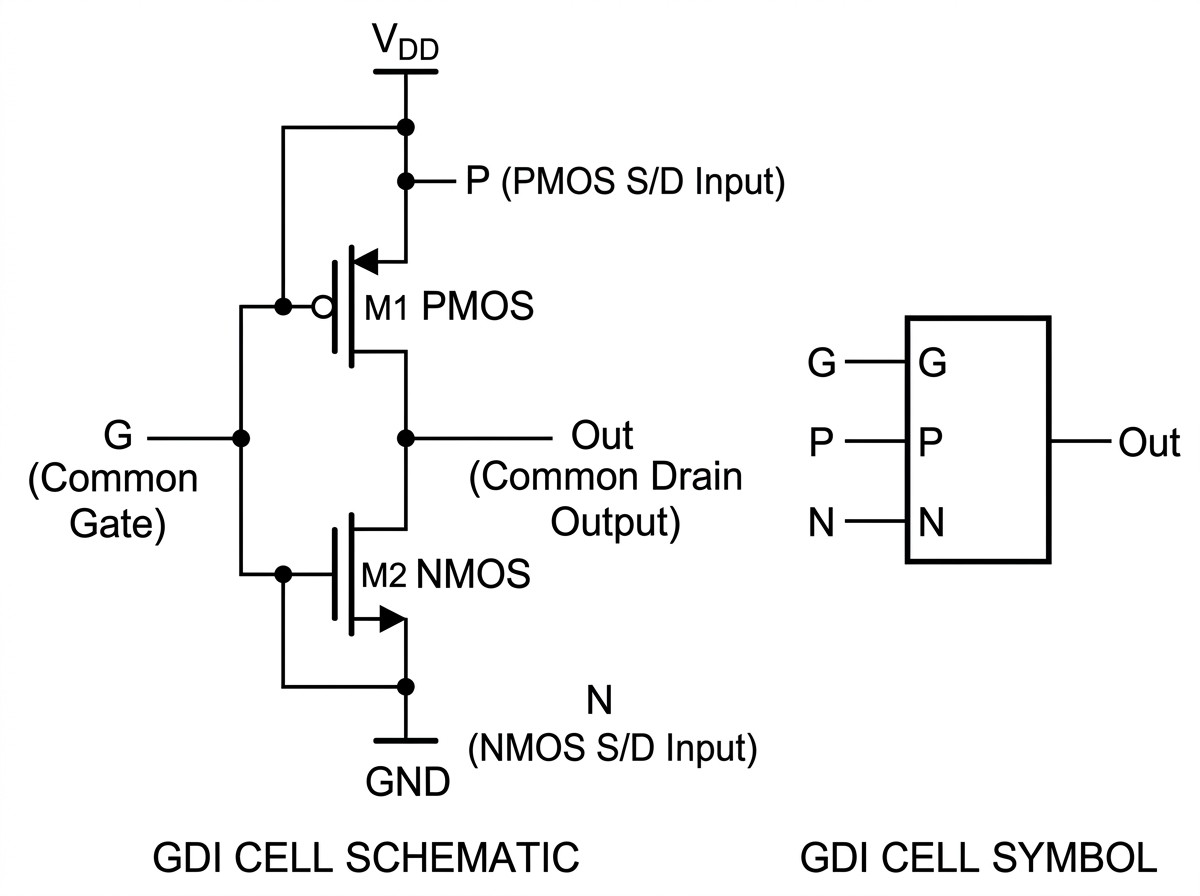 V_DD
P (PMOS S/D Input)
M1 PMOS
G
(Common
Gate)
Out
(Common Drain
Output)
M2 NMOS
N
(NMOS S/D Input)
GND
GDI CELL SCHEMATIC
G G
P P
N N
Out
GDI CELL SYMBOL